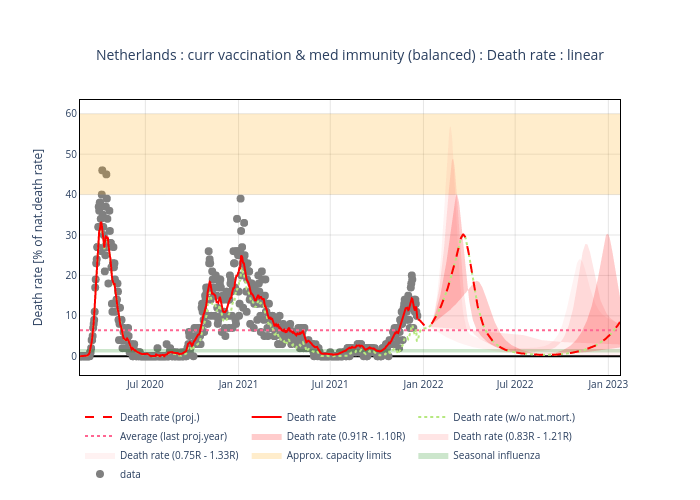 Netherlands : curr vaccination & med immunity (balanced) : Death rate : linear
Death rate [% of nat.death rate]
60
50
40
30
20
10
0
Jul 2020 Jan 2021 Jul 2021 Jan 2022 Jul 2022 Jan 2023
Death rate (proj.) Death rate Death rate (w/o nat.mort.)
Average (last proj.year) Death rate (0.91R - 1.10R) Death rate (0.83R - 1.21R)
Death rate (0.75R - 1.33R) Approx. capacity limits Seasonal influenza
data